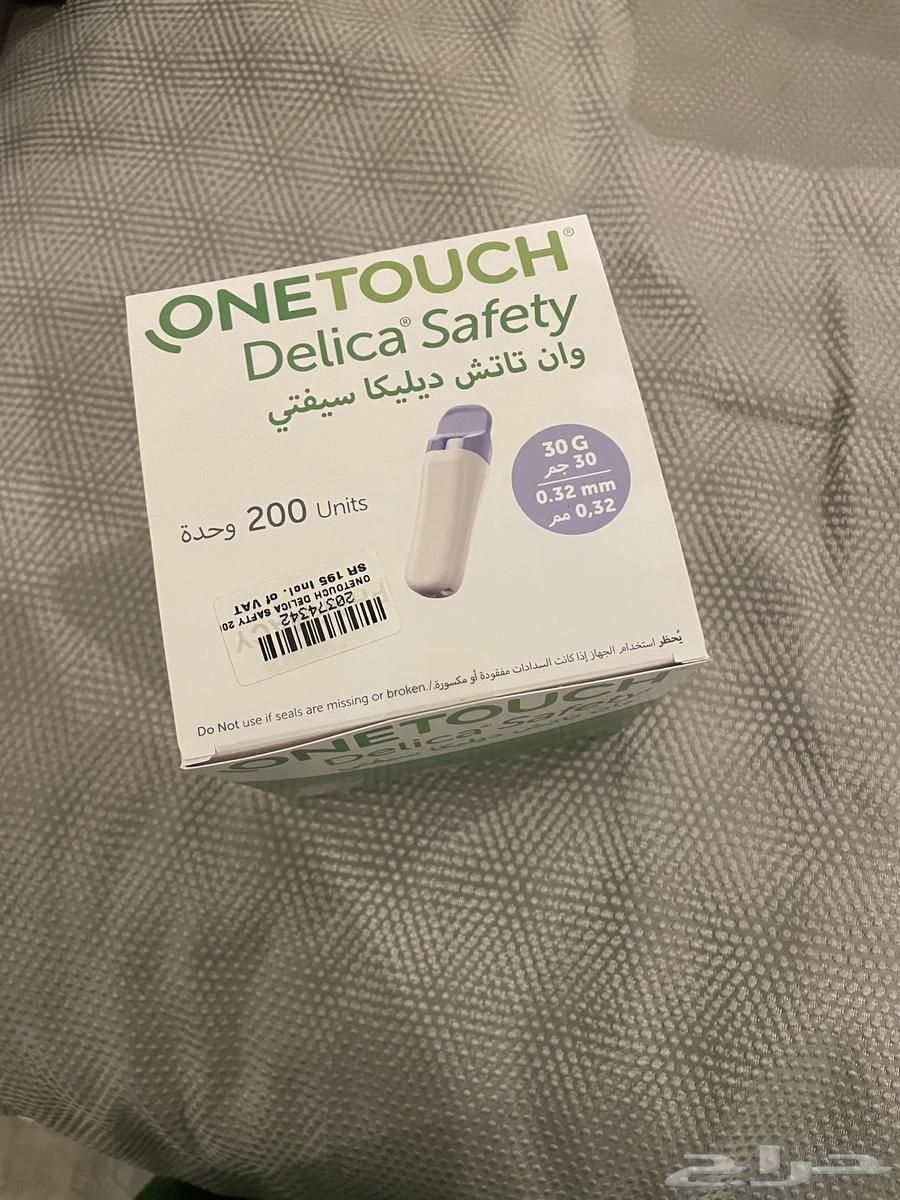 ONETOUCH®
Delica® Safety
وان تاتش ديليكا سيفتي
30 G
30 جم
0.32 mm
0,32 مم
200 Units وحدة
SR 195 Incl. of VAT
ONETOUCH DELICA SAFTY 20
20374342
يُحظر استخدام الجهاز إذا كانت السدادات مفقودة أو مكسورة./Do Not use if seals are missing or broken.
ONETOUCH
Delica® Safety
حراج